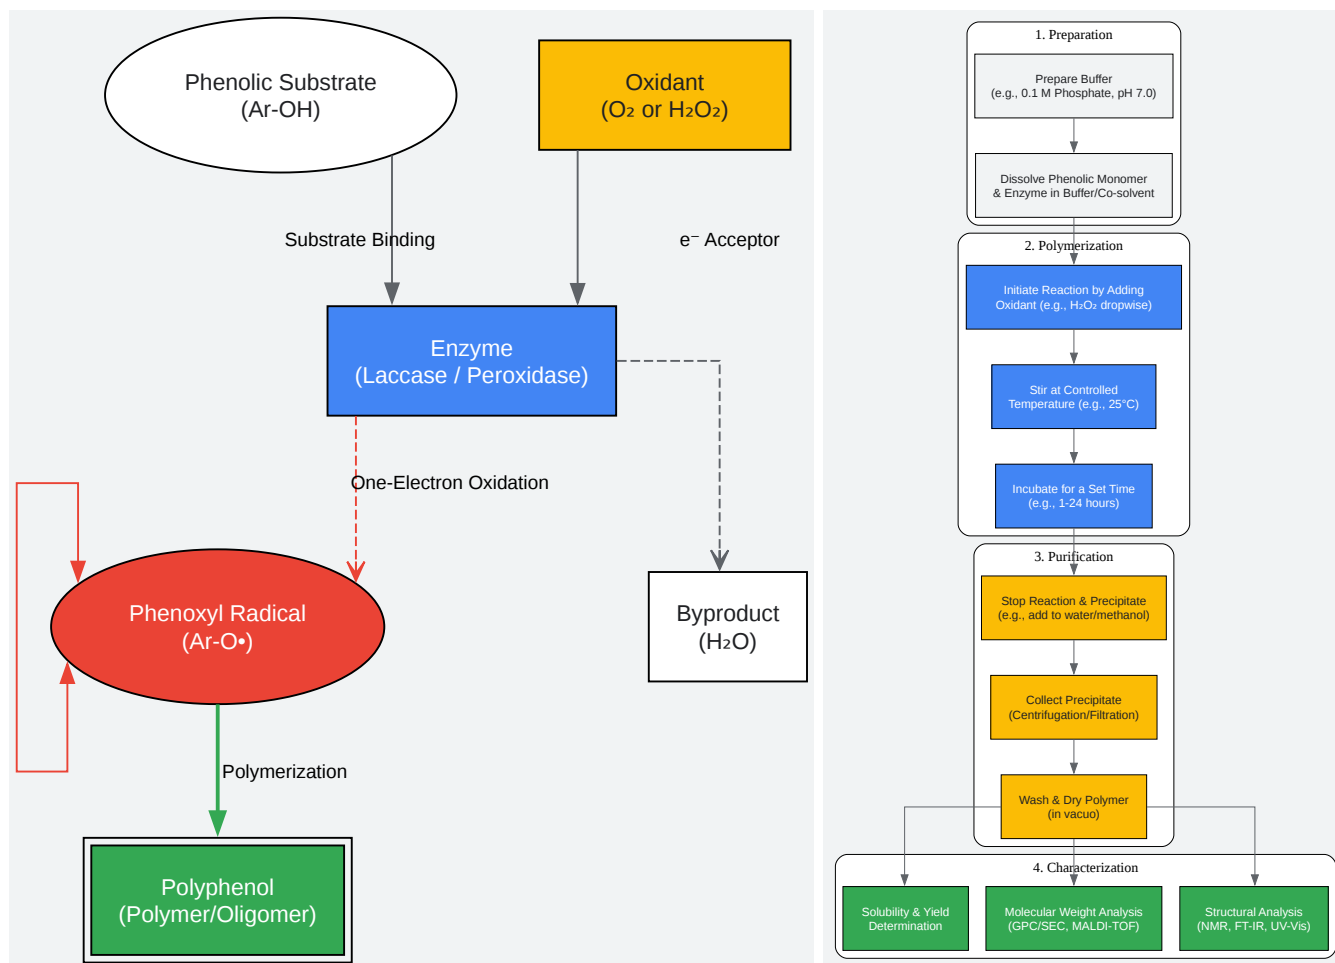 Phenolic Substrate
(Ar-OH)
Oxidant
(O₂ or H₂O₂)
Substrate Binding
e⁻ Acceptor
Enzyme
(Laccase / Peroxidase)
One-Electron Oxidation
Phenoxyl Radical
(Ar-O•)
Byproduct
(H₂O)
Polymerization
Polyphenol
(Polymer/Oligomer)
1. Preparation
Prepare Buffer
(e.g., 0.1 M Phosphate, pH 7.0)
Dissolve Phenolic Monomer
& Enzyme in Buffer/Co-solvent
2. Polymerization
Initiate Reaction by Adding
Oxidant (e.g., H₂O₂ dropwise)
Stir at Controlled
Temperature (e.g., 25°C)
Incubate for a Set Time
(e.g., 1-24 hours)
3. Purification
Stop Reaction & Precipitate
(e.g., add to water/methanol)
Collect Precipitate
(Centrifugation/Filtration)
Wash & Dry Polymer
(in vacuo)
4. Characterization
Solubility & Yield
Determination
Molecular Weight Analysis
(GPC/SEC, MALDI-TOF)
Structural Analysis
(NMR, FT-IR, UV-Vis)